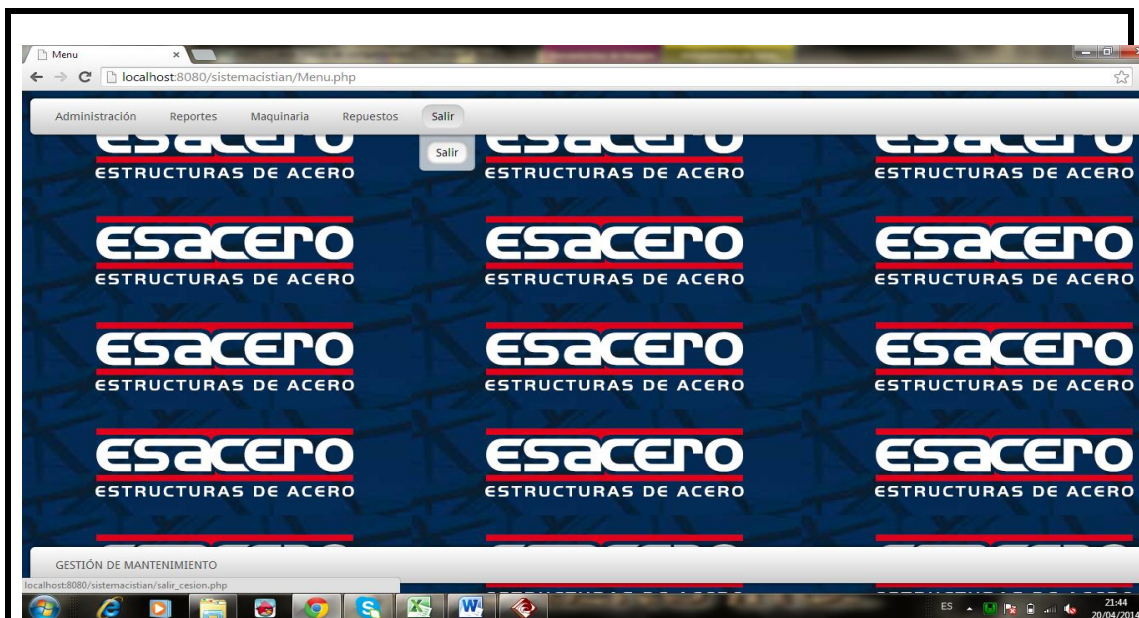 Menu
localhost:8080/sistemacistian/Menu.php
Administración Reportes Maquinaria Repuestos Salir
Salir
esacero esacero esacero
ESTRUCTURAS DE ACERO ESTRUCTURAS DE ACERO ESTRUCTURAS DE ACERO
esacero esacero esacero
ESTRUCTURAS DE ACERO ESTRUCTURAS DE ACERO ESTRUCTURAS DE ACERO
esacero esacero esacero
ESTRUCTURAS DE ACERO ESTRUCTURAS DE ACERO ESTRUCTURAS DE ACERO
esacero esacero esacero
ESTRUCTURAS DE ACERO ESTRUCTURAS DE ACERO ESTRUCTURAS DE ACERO
GESTIÓN DE MANTENIMIENTO
localhost:8080/sistemacistian/salir_cesion.php
ES 21:44
20/04/2014